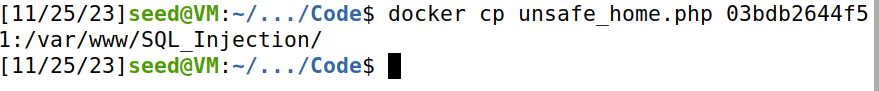 [11/25/23]seed@VM:~/.../Code$ docker cp unsafe_home.php 03bdb2644f5
1:/var/www/SQL_Injection/
[11/25/23]seed@VM:~/.../Code$